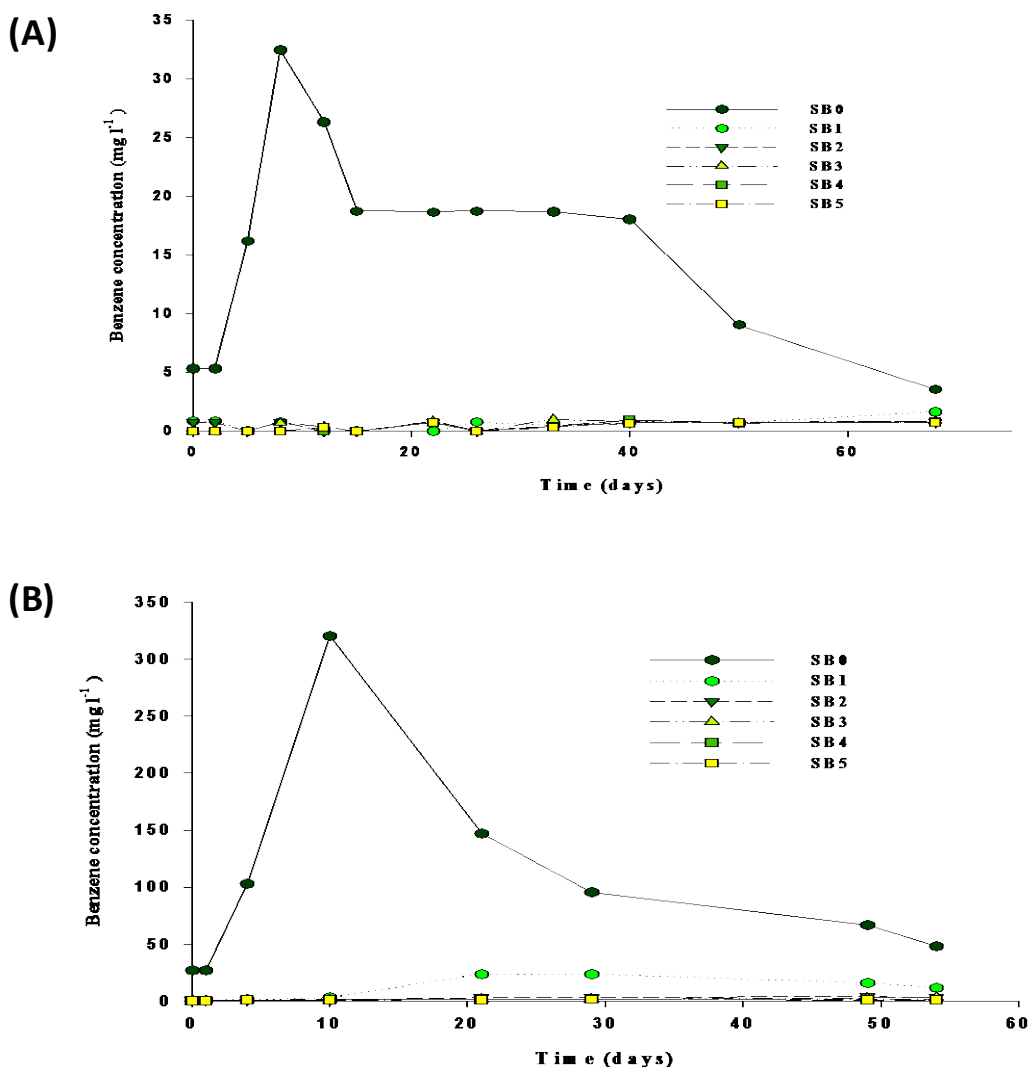 (A)
35
30
25
20
15
10
5
0
Benzene concentration (mg l-1)
0 20 40 60
Time (days)
SB0
SB1
SB2
SB3
SB4
SB5
(B)
350
300
250
200
150
100
50
0
Benzene concentration (mg l-1)
0 10 20 30 40 50 60
Time (days)
SB0
SB1
SB2
SB3
SB4
SB5